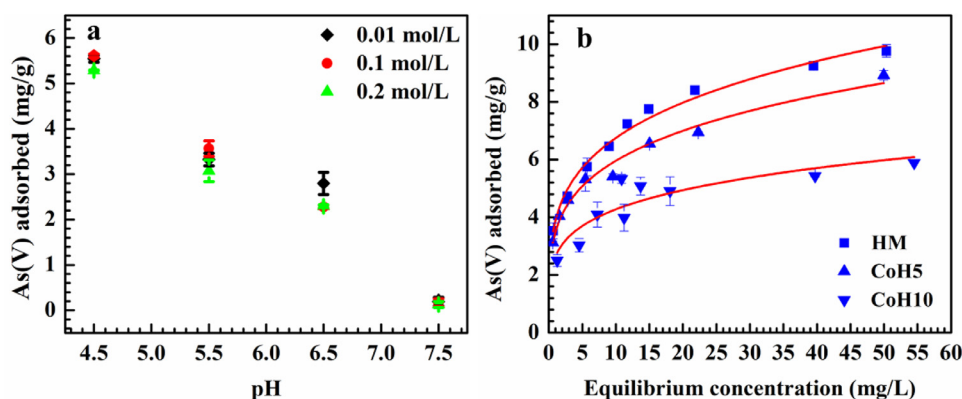 a
0.01 mol/L
0.1 mol/L
0.2 mol/L
As(V) adsorbed (mg/g)
6
5
4
3
2
1
0
4.5 5.0 5.5 6.0 6.5 7.0 7.5
pH
b
As(V) adsorbed (mg/g)
10
8
6
4
2
0
HM
CoH5
CoH10
0 5 10 15 20 25 30 35 40 45 50 55 60
Equilibrium concentration (mg/L)